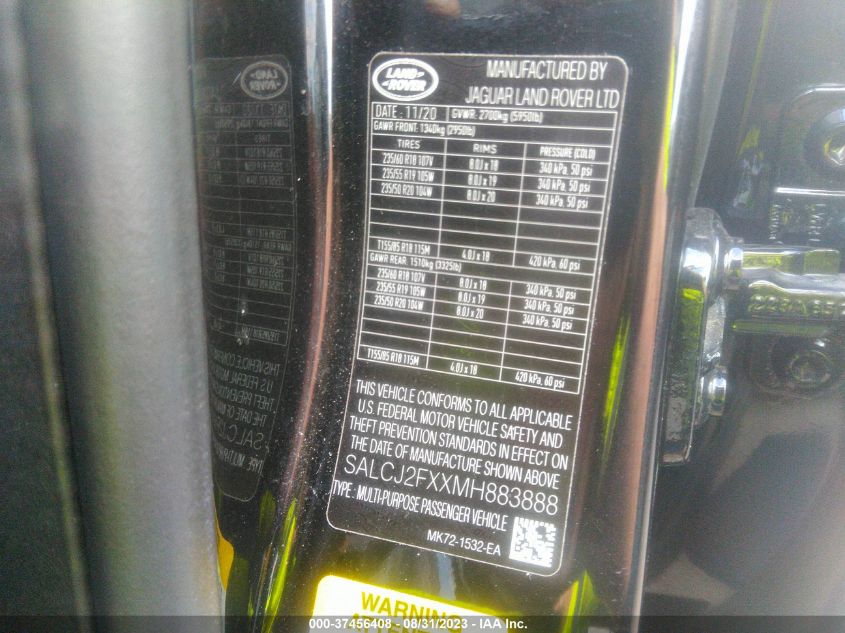 LAND
ROVER
MANUFACTURED BY
JAGUAR LAND ROVER LTD
DATE : 11/20 GVWR: 2700kg (5950lb)
GAWR FRONT: 1340kg (2950lb)
TIRES RIMS PRESSURE (COLD)
235/60 R18 107V 8.0J x 18 340 kPa, 50 psi
235/55 R19 105W 8.0J x 19 340 kPa, 50 psi
235/50 R20 104W 8.0J x 20 340 kPa, 50 psi
T155/85 R18 115M 4.0J x 18 420 kPa, 60 psi
GAWR REAR: 1510kg (3325lb)
235/60 R18 107V 8.0J x 18 340 kPa, 50 psi
235/55 R19 105W 8.0J x 19 340 kPa, 50 psi
235/50 R20 104W 8.0J x 20 340 kPa, 50 psi
T155/85 R18 115M 4.0J x 18 420 kPa, 60 psi
THIS VEHICLE CONFORMS TO ALL APPLICABLE
U.S. FEDERAL MOTOR VEHICLE SAFETY AND
THEFT PREVENTION STANDARDS IN EFFECT ON
THE DATE OF MANUFACTURE SHOWN ABOVE
SALCJ2FXXMH883888
TYPE : MULTI-PURPOSE PASSENGER VEHICLE
MK72-1532-EA
WARNING
000-37456408 - 08/31/2023 - IAA Inc.